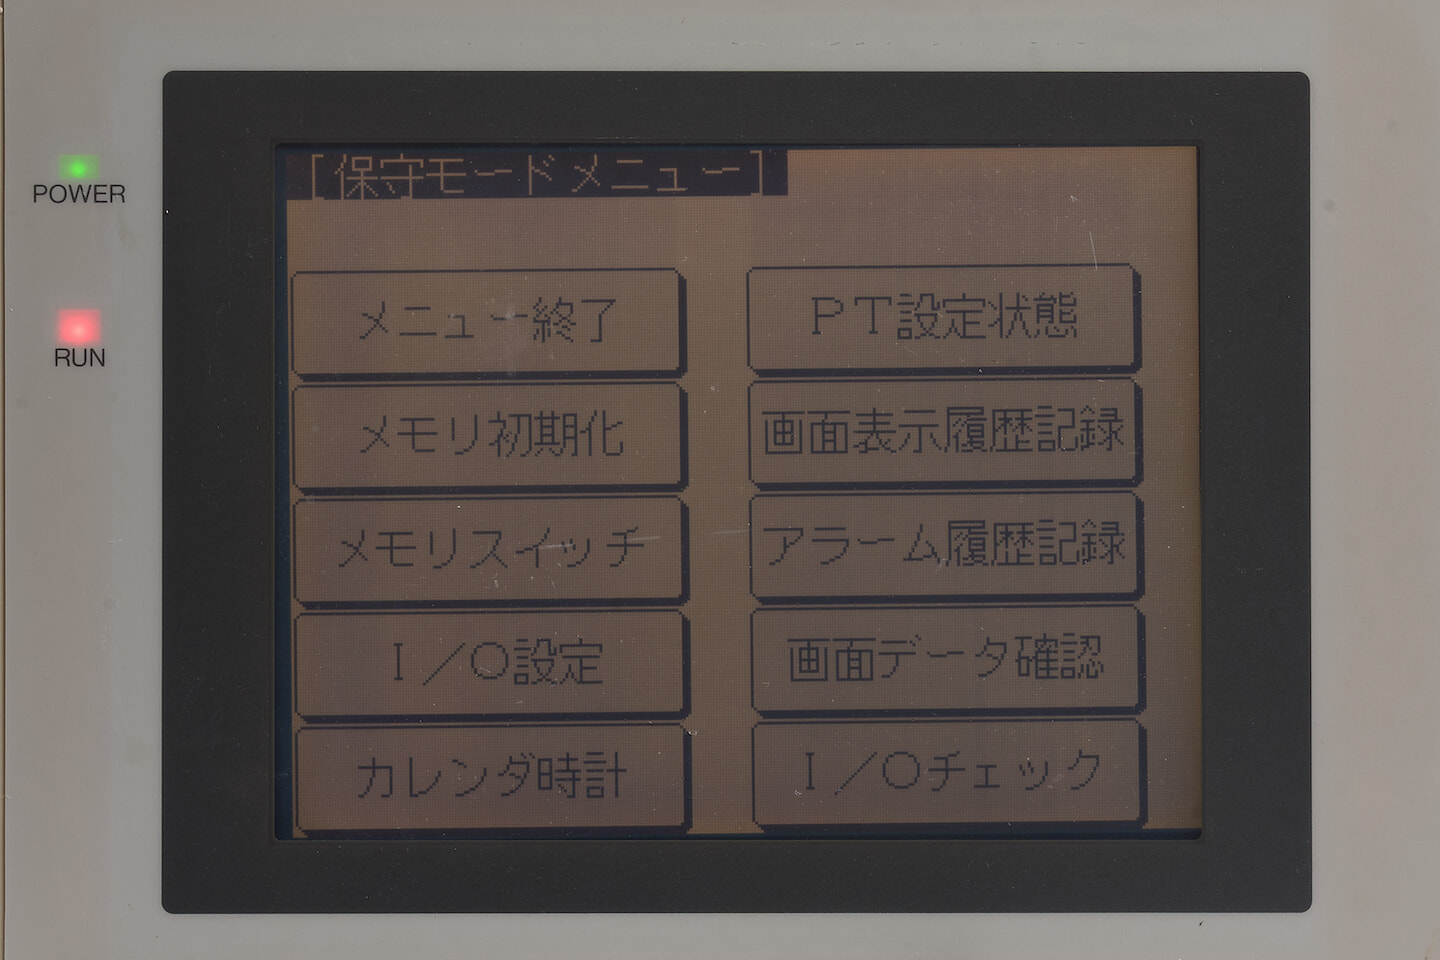 POWER
RUN
[保守モードメニュー]
メニュー終了
PT設定状態
メモリ初期化
画面表示履歴記録
メモリスイッチ
アラーム履歴記録
I/O設定
画面データ確認
カレンダ時計
I/Oチェック